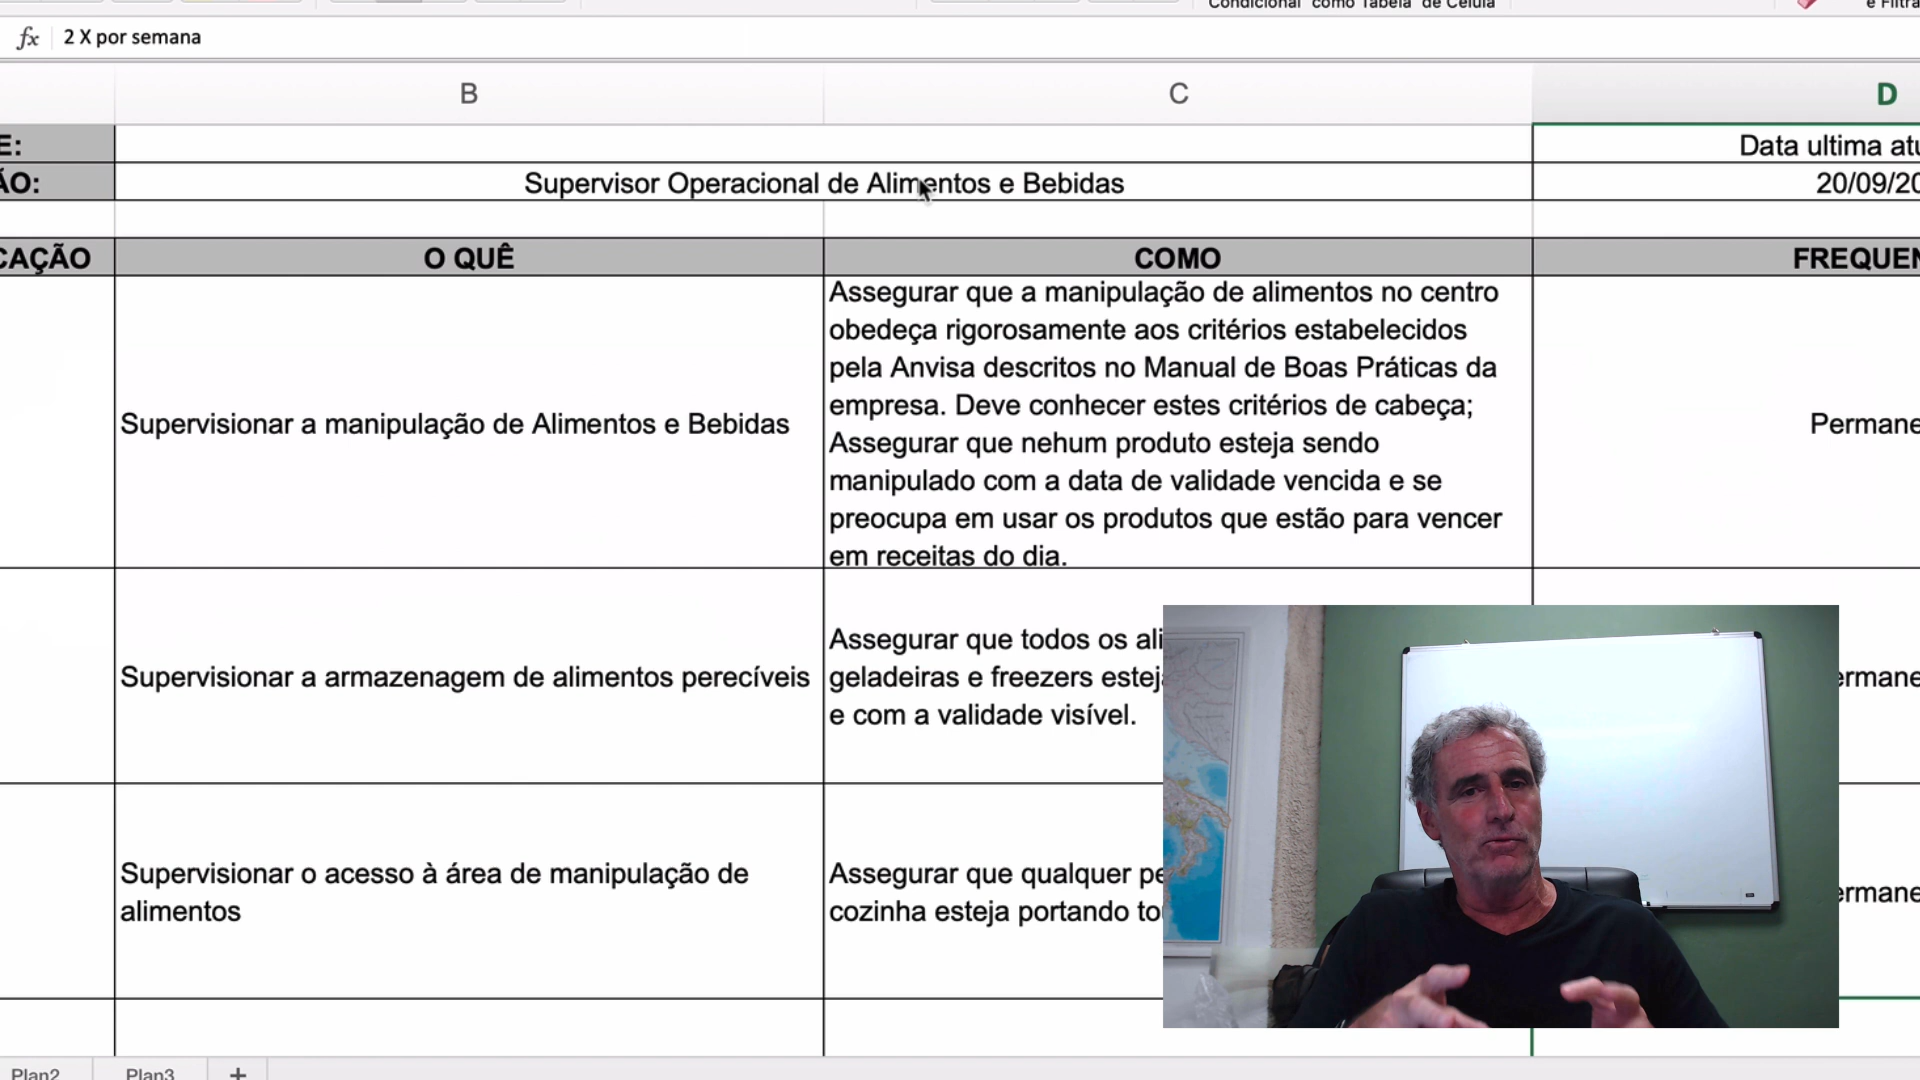 Condicional como Tabela de Célula
e Filtra
fx 2 X por semana
B C D
E: Data ultima atu
ÃO: Supervisor Operacional de Alimentos e Bebidas 20/09/20
CAÇÃO O QUÊ COMO FREQUEN
Supervisionar a manipulação de Alimentos e Bebidas
Assegurar que a manipulação de alimentos no centro
obedeça rigorosamente aos critérios estabelecidos
pela Anvisa descritos no Manual de Boas Práticas da
empresa. Deve conhecer estes critérios de cabeça;
Assegurar que nehum produto esteja sendo
manipulado com a data de validade vencida e se
preocupa em usar os produtos que estão para vencer
em receitas do dia.
Permane
Supervisionar a armazenagem de alimentos perecíveis
Assegurar que todos os ali
geladeiras e freezers estej
e com a validade visível.
ermane
Supervisionar o acesso à área de manipulação de
alimentos
Assegurar que qualquer pe
cozinha esteja portando to
ermane
Plan2 Plan3 +